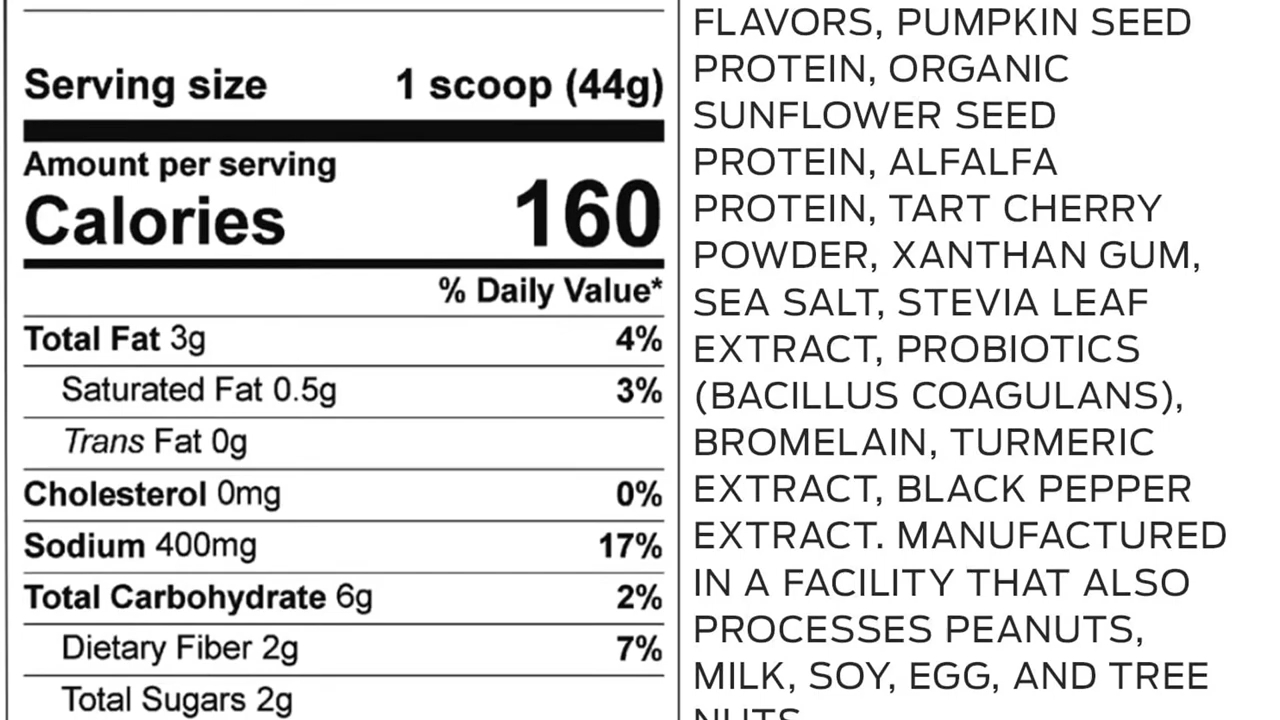 Serving size 1 scoop (44g)
Amount per serving
Calories 160
% Daily Value*
Total Fat 3g 4%
Saturated Fat 0.5g 3%
Trans Fat 0g
Cholesterol 0mg 0%
Sodium 400mg 17%
Total Carbohydrate 6g 2%
Dietary Fiber 2g 7%
Total Sugars 2g
FLAVORS, PUMPKIN SEED
PROTEIN, ORGANIC
SUNFLOWER SEED
PROTEIN, ALFALFA
PROTEIN, TART CHERRY
POWDER, XANTHAN GUM,
SEA SALT, STEVIA LEAF
EXTRACT, PROBIOTICS
(BACILLUS COAGULANS),
BROMELAIN, TURMERIC
EXTRACT, BLACK PEPPER
EXTRACT. MANUFACTURED
IN A FACILITY THAT ALSO
PROCESSES PEANUTS,
MILK, SOY, EGG, AND TREE
NUTS